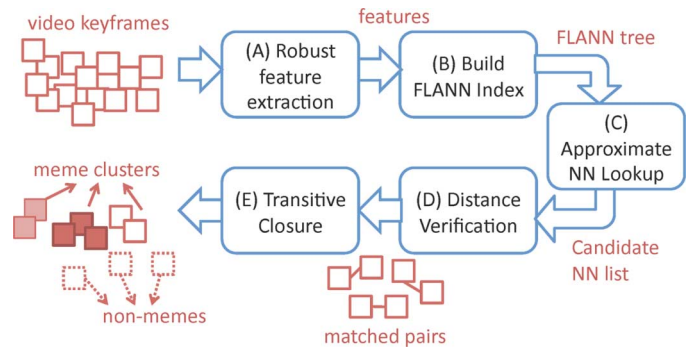 video keyframes
features
FLANN tree
(A) Robust
feature
extraction
(B) Build
FLANN Index
(C)
Approximate
NN Lookup
Candidate
NN list
(D) Distance
Verification
matched pairs
(E) Transitive
Closure
meme clusters
non-memes